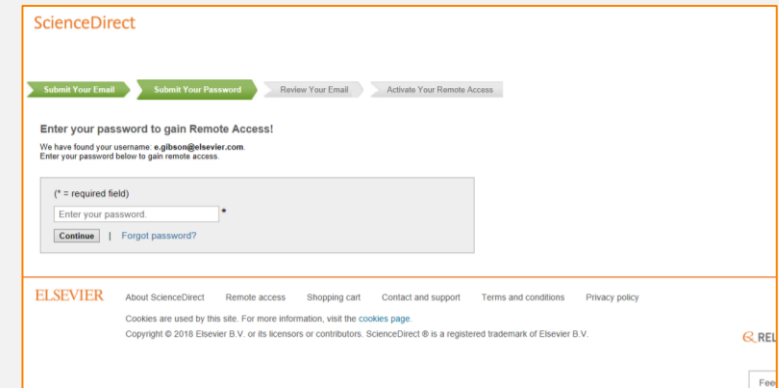 ScienceDirect
Submit Your Email Submit Your Password Review Your Email Activate Your Remote Access
Enter your password to gain Remote Access!
We have found your username: e.gibson@elsevier.com.
Enter your password below to gain remote access.
(* = required field)
Enter your password. *
Continue | Forgot password?
ELSEVIER About ScienceDirect Remote access Shopping cart Contact and support Terms and conditions Privacy policy
Cookies are used by this site. For more information, visit the cookies page.
Copyright © 2018 Elsevier B.V. or its licensors or contributors. ScienceDirect ® is a registered trademark of Elsevier B.V.
REL
Fee